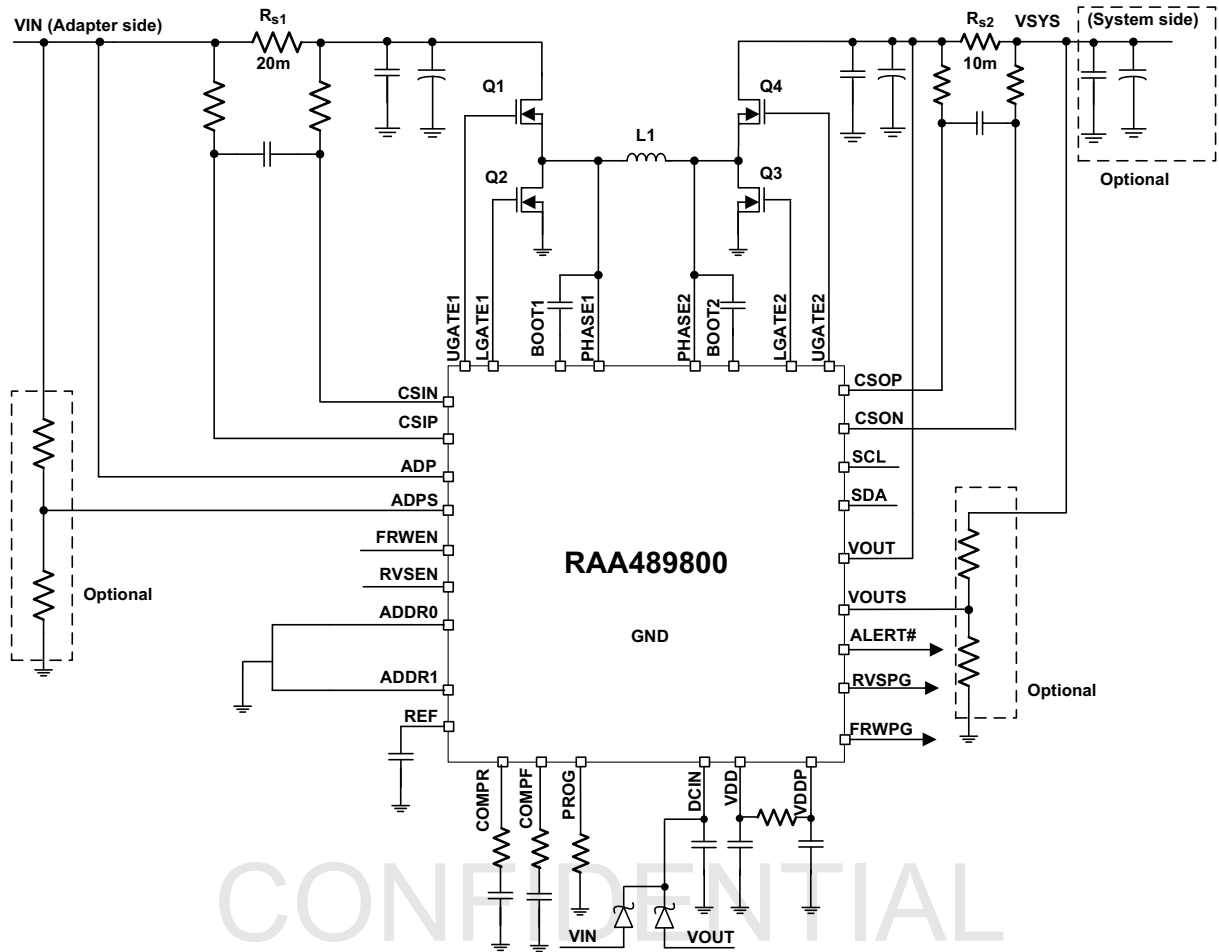 VIN (Adapter side)
Rs1
20m
Rs2
10m
VSYS
(System side)
Optional
Q1
Q4
L1
Q2
Q3
UGATE1
LGATE1
BOOT1
PHASE1
PHASE2
BOOT2
LGATE2
UGATE2
CSIN
CSIP
ADP
ADPS
FRWEN
RVSEN
ADDR0
ADDR1
REF
Optional
RAA489800
GND
CSOP
CSON
SCL
SDA
VOUT
VOUTS
ALERT#
RVSPG
FRWPG
Optional
COMPR
COMPF
PROG
DCIN
VDD
VDDP
CONFIDENTIAL
VIN
VOUT